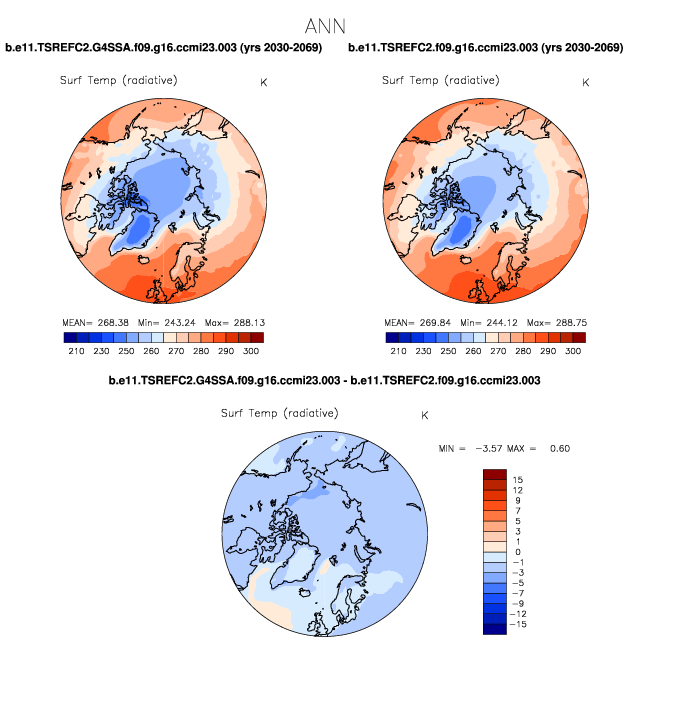 ANN
b.e11.TSREFC2.G4SSA.f09.g16.ccmi23.003 (yrs 2030-2069)
b.e11.TSREFC2.f09.g16.ccmi23.003 (yrs 2030-2069)
Surf Temp (radiative) K
Surf Temp (radiative) K
MEAN= 268.38 Min= 243.24 Max= 288.13
MEAN= 269.84 Min= 244.12 Max= 288.75
210 230 250 260 270 280 290 300
210 230 250 260 270 280 290 300
b.e11.TSREFC2.G4SSA.f09.g16.ccmi23.003 - b.e11.TSREFC2.f09.g16.ccmi23.003
Surf Temp (radiative) K
MIN = -3.57 MAX = 0.60
15
12
9
7
5
3
1
0
-1
-3
-5
-7
-9
-12
-15